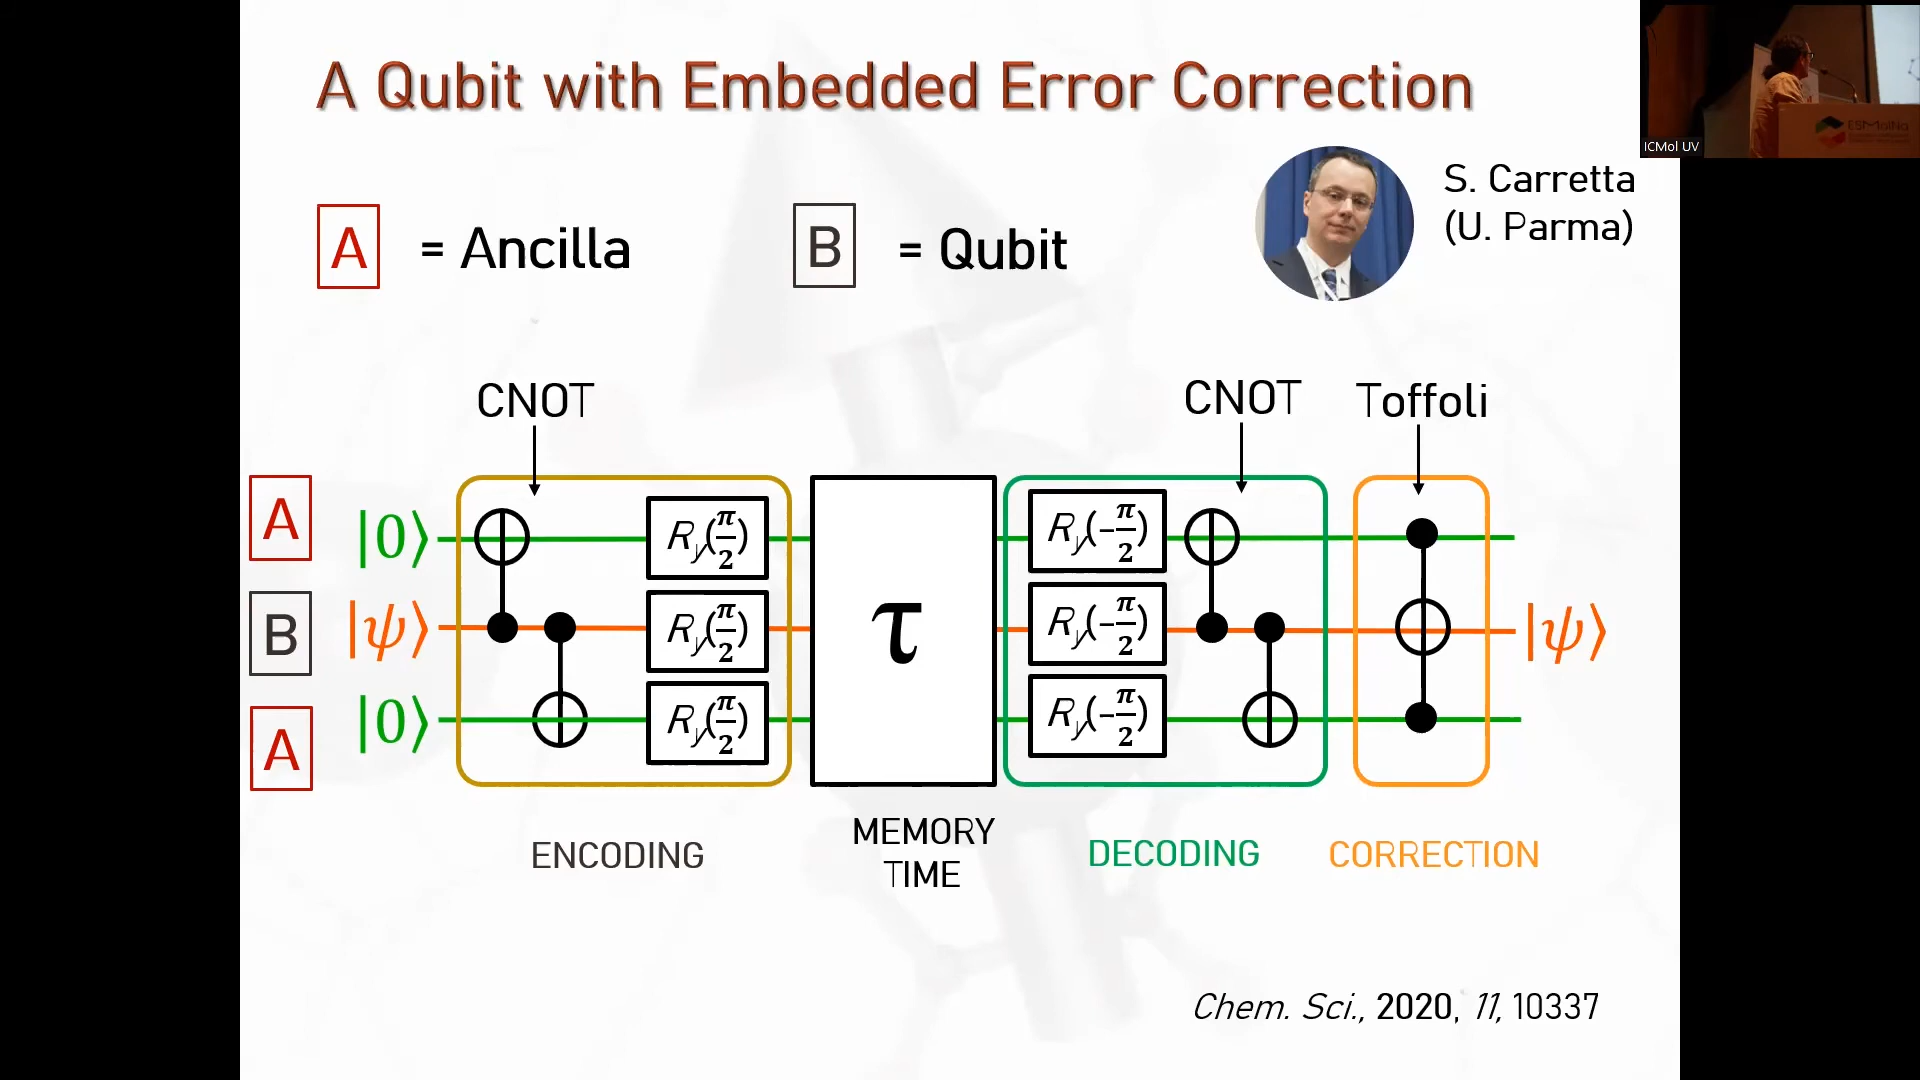 A Qubit with Embedded Error Correction
ICMol UV
ESMolNa
S. Carretta
(U. Parma)
A = Ancilla
B = Qubit
CNOT
CNOT
Toffoli
A
|0⟩
R_y(π/2)
R_y(-π/2)
B
|ψ⟩
R_y(π/2)
τ
R_y(-π/2)
|ψ⟩
A
|0⟩
R_y(π/2)
R_y(-π/2)
ENCODING
MEMORY
TIME
DECODING
CORRECTION
Chem. Sci., 2020, 11, 10337